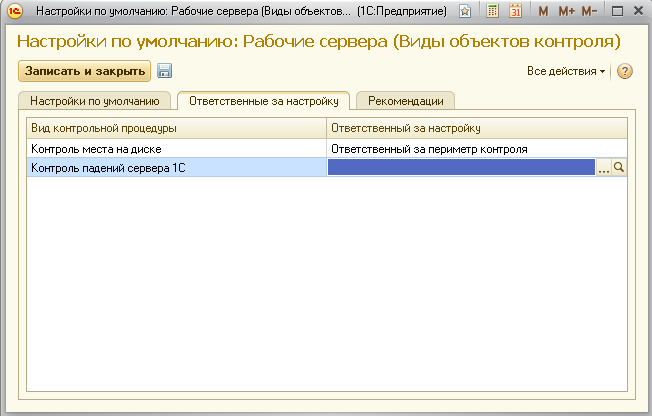 Настройки по умолчанию: Рабочие сервера (Виды объектов... (1С:Предприятие)
31 M M+ M−
Настройки по умолчанию: Рабочие сервера (Виды объектов контроля)
Записать и закрыть Все действия ?
Настройки по умолчанию Ответственные за настройку Рекомендации
Вид контрольной процедуры Ответственный за настройку
Контроль места на диске Ответственный за периметр контроля
Контроль падений сервера 1С ...